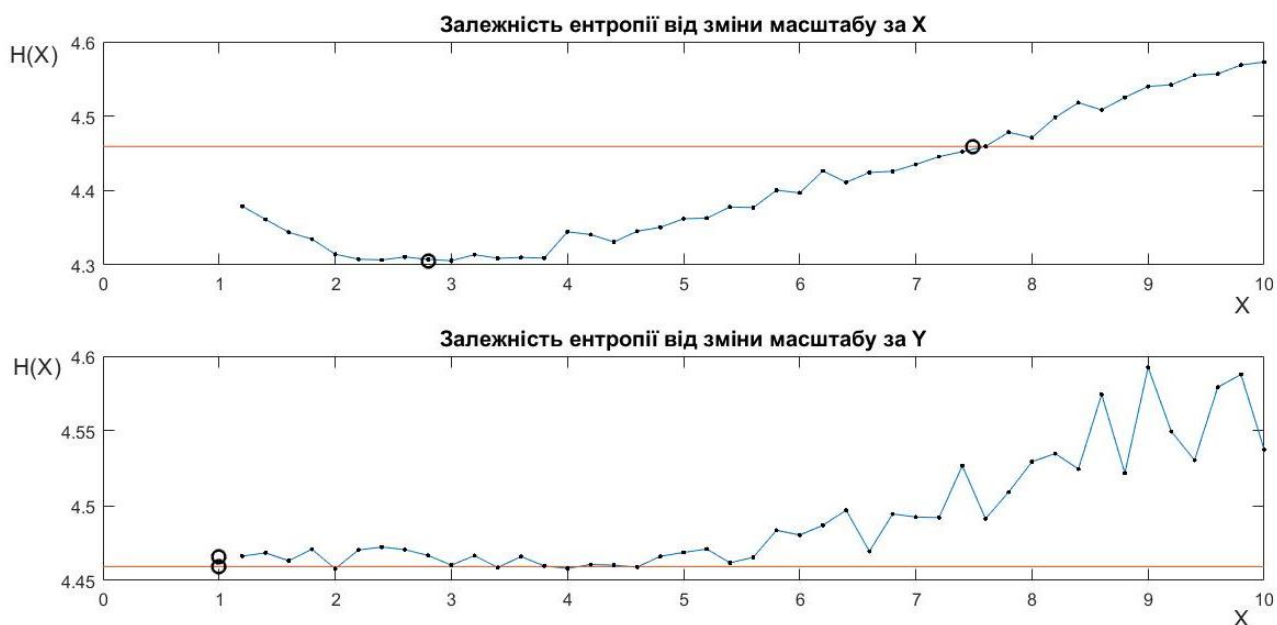 Залежність ентропії від зміни масштабу за X
H(X)
4.6
4.5
4.4
4.3
0 1 2 3 4 5 6 7 8 9 10
X
Залежність ентропії від зміни масштабу за Y
H(X)
4.6
4.55
4.5
4.45
0 1 2 3 4 5 6 7 8 9 10
X